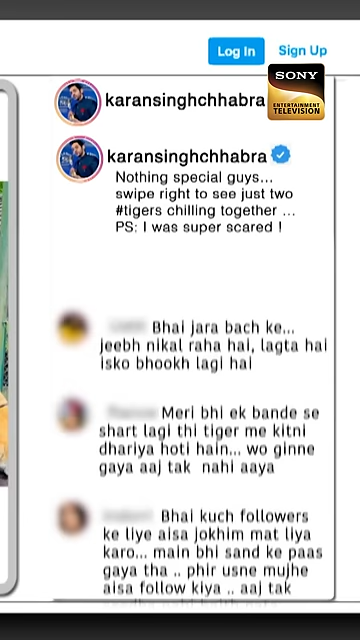 Log In
Sign Up
SONY
ENTERTAINMENT
TELEVISION
karansinghchhabra
karansinghchhabra
Nothing special guys...
swipe right to see just two
#tigers chilling together ...
PS: I was super scared !
Bhai jara bach ke...
jeebh nikal raha hai, lagta hai
isko bhookh lagi hai
Meri bhi ek bande se
shart lagi thi tiger me kitni
dhariya hoti hain... wo ginne
gaya aaj tak nahi aaya
Bhai kuch followers
ke liye aisa jokhim mat liya
karo... main bhi sand ke paas
gaya tha .. phir usne mujhe
aisa follow kiya .. aaj tak